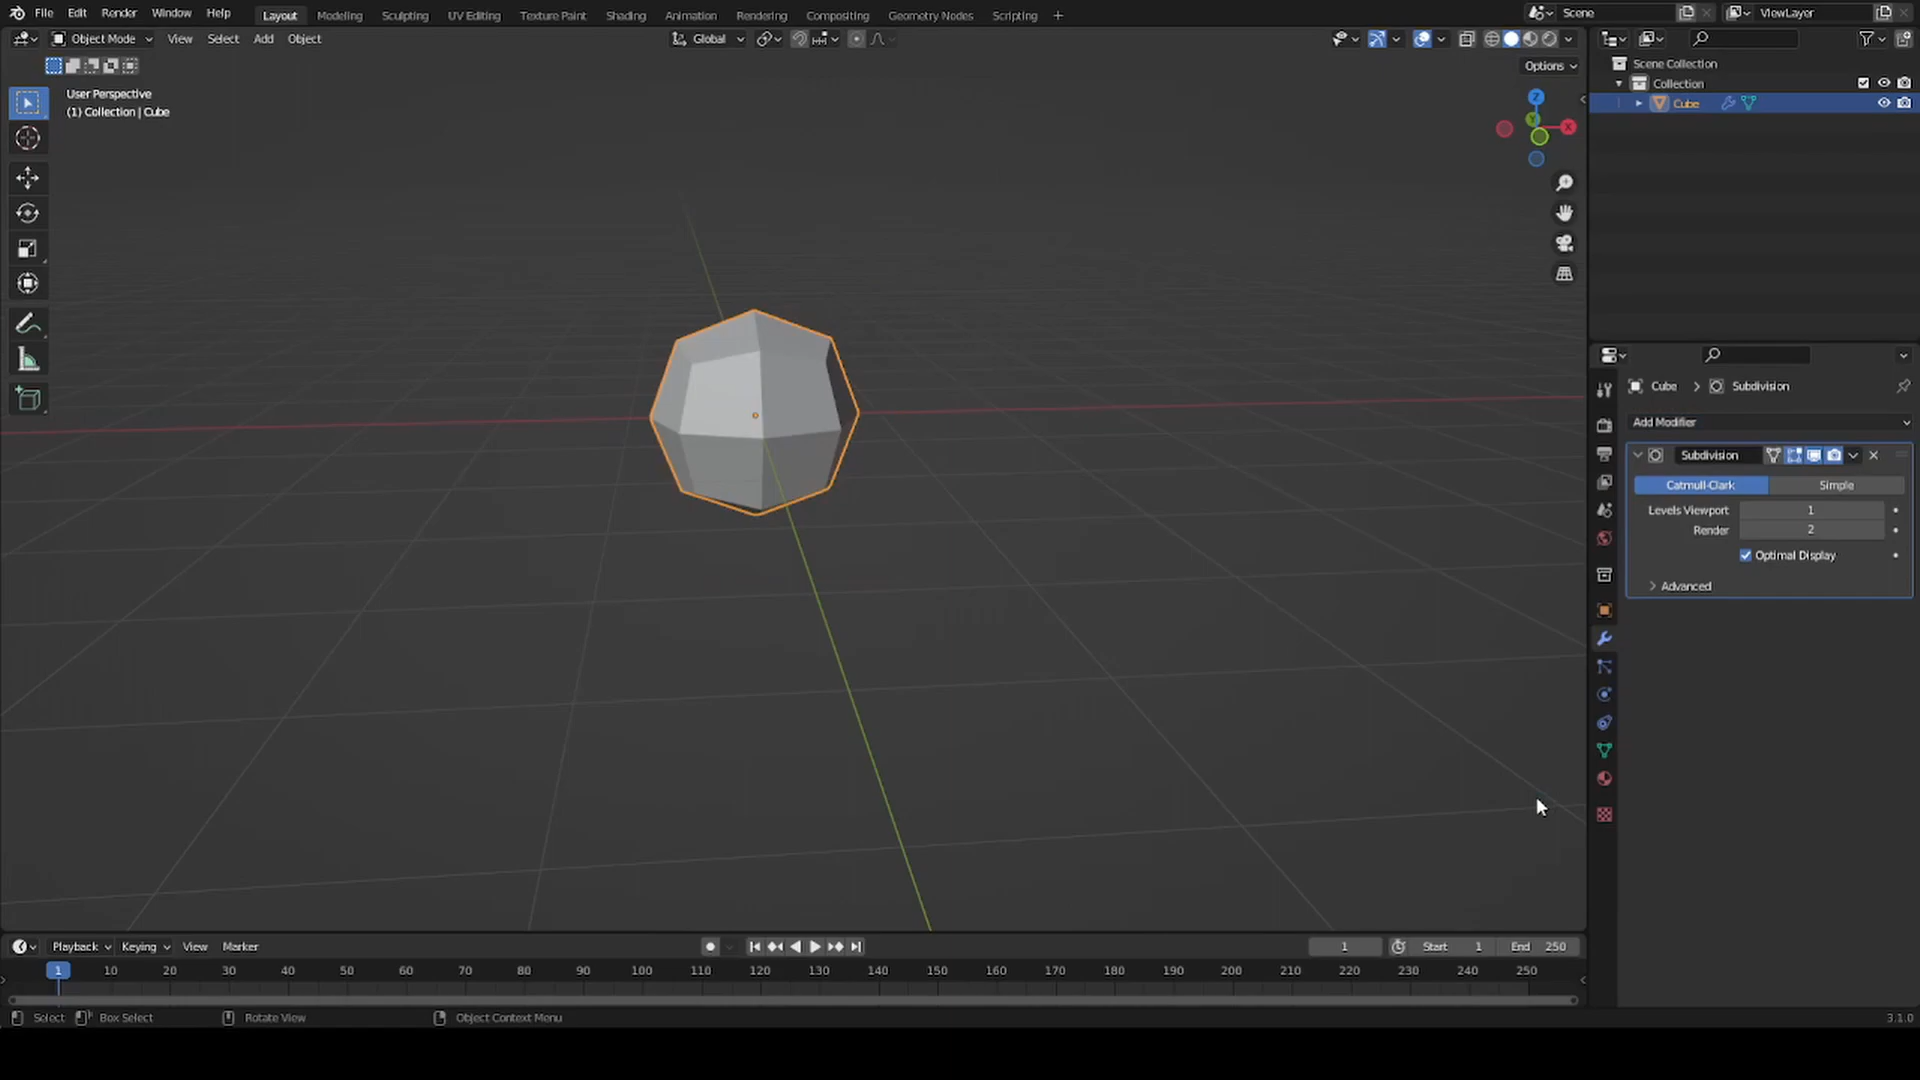 File Edit Render Window Help Layout Modeling Sculpting UV Editing Texture Paint Shading Animation Rendering Compositing Geometry Nodes Scripting + Scene ViewLayer
Object Mode View Select Add Object Global
Options
User Perspective
(1) Collection | Cube
Z
Y
X
Scene Collection
Collection
Cube
Cube > Subdivision
Add Modifier
Subdivision
Catmull-Clark Simple
Levels Viewport 1
Render 2
Optimal Display
Advanced
Playback Keying View Marker 1 Start 1 End 250
1 10 20 30 40 50 60 70 80 90 100 110 120 130 140 150 160 170 180 190 200 210 220 230 240 250
Select Box Select Rotate View Object Context Menu 3.1.0